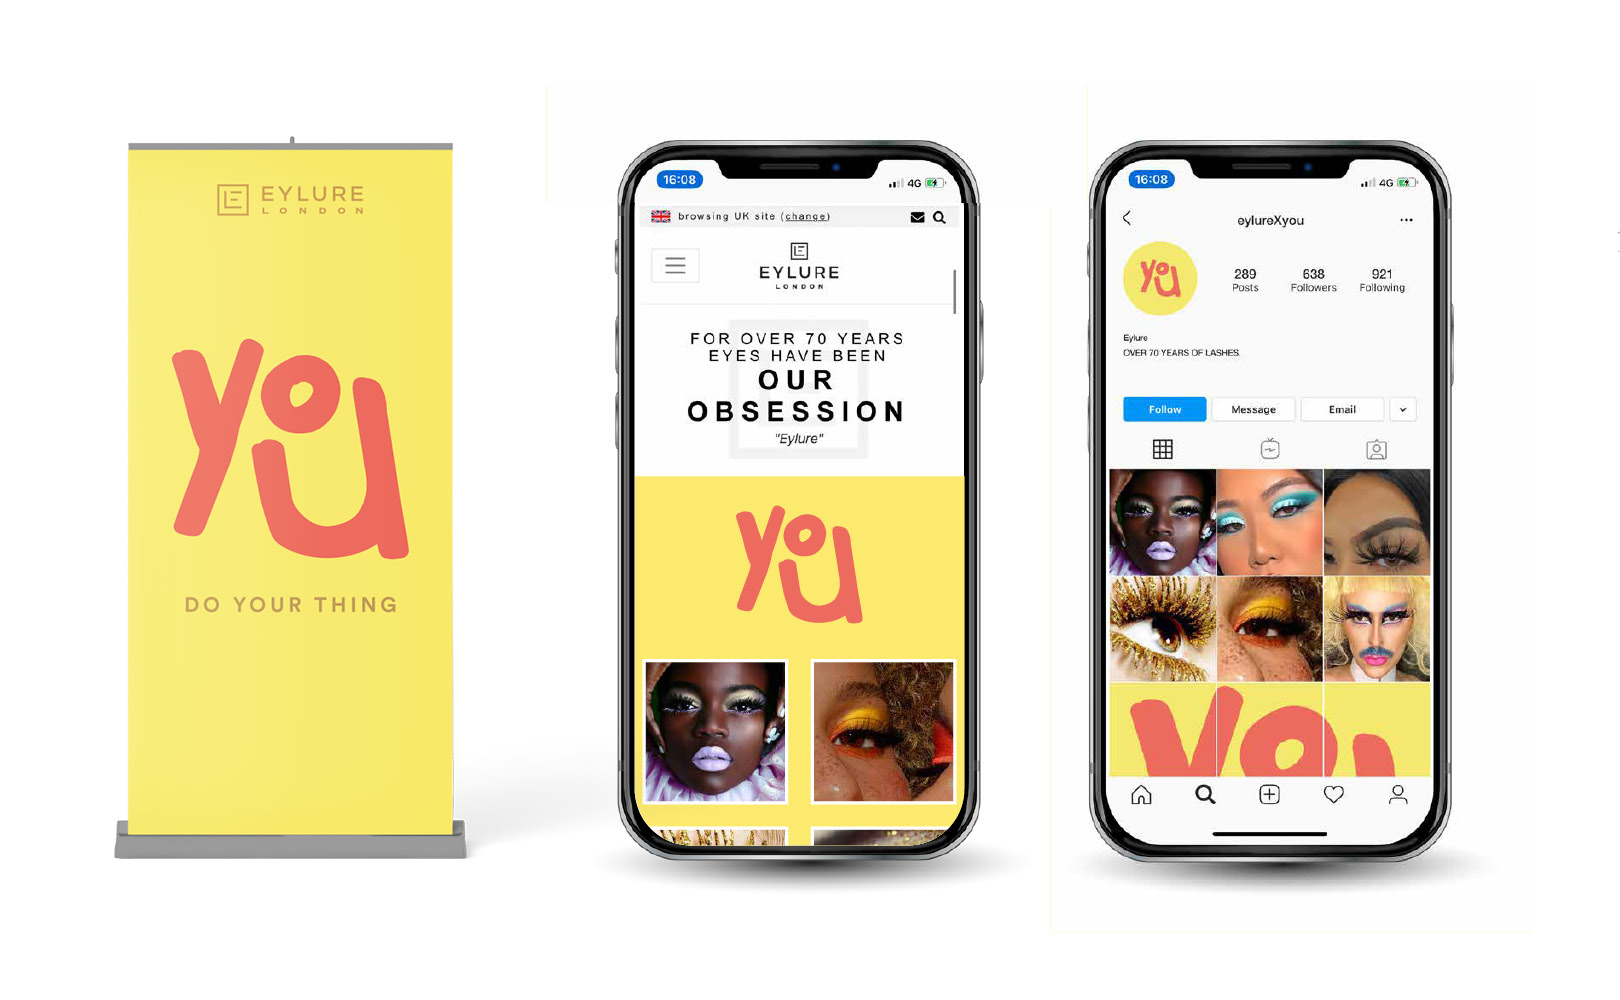 EYLURE
LONDON
you
DO YOUR THING
16:08
4G
browsing UK site (change)
EYLURE
LONDON
FOR OVER 70 YEARS
EYES HAVE BEEN
OUR
OBSESSION
"Eylure"
you
16:08
4G
eylureXyou
you
289
638
921
Posts
Followers
Following
Eylure
OVER 70 YEARS OF LASHES.
Follow
Message
Email
you